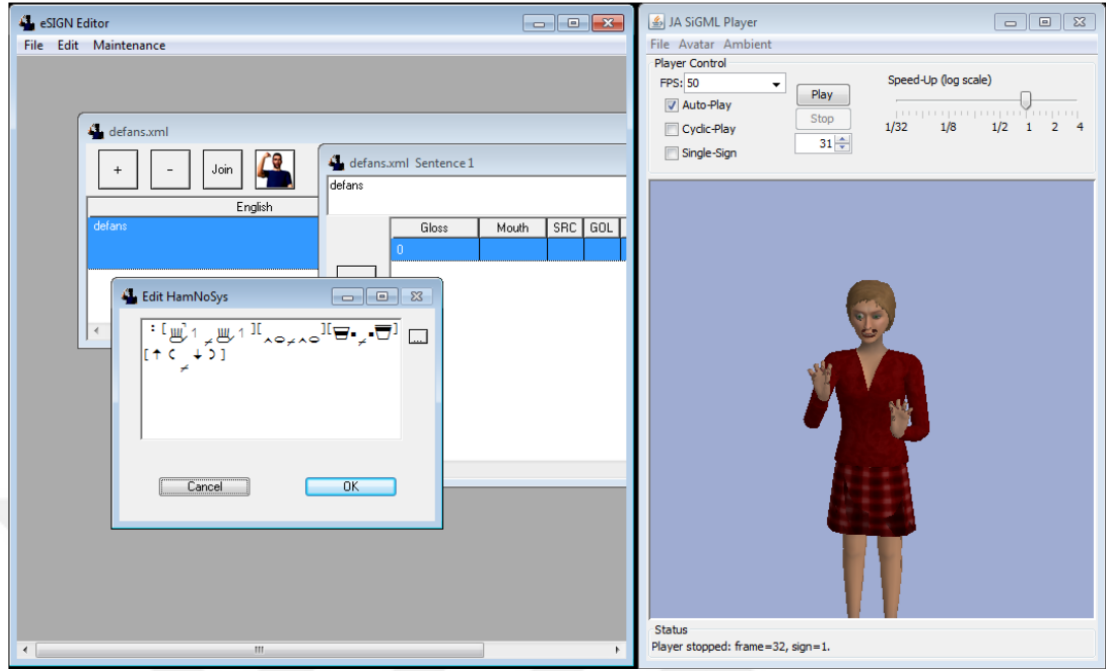 eSIGN Editor
File Edit Maintenance
defans.xml
+ - Join
English
defans
defans.xml Sentence 1
defans
Gloss Mouth SRC GOL
0
Edit HamNoSys
...
Cancel OK
JA SiGML Player
File Avatar Ambient
Player Control
FPS: 50
Auto-Play
Cyclic-Play
Single-Sign
Play
Stop
31
Speed-Up (log scale)
1/32 1/8 1/2 1 2 4
Status
Player stopped: frame=32, sign=1.